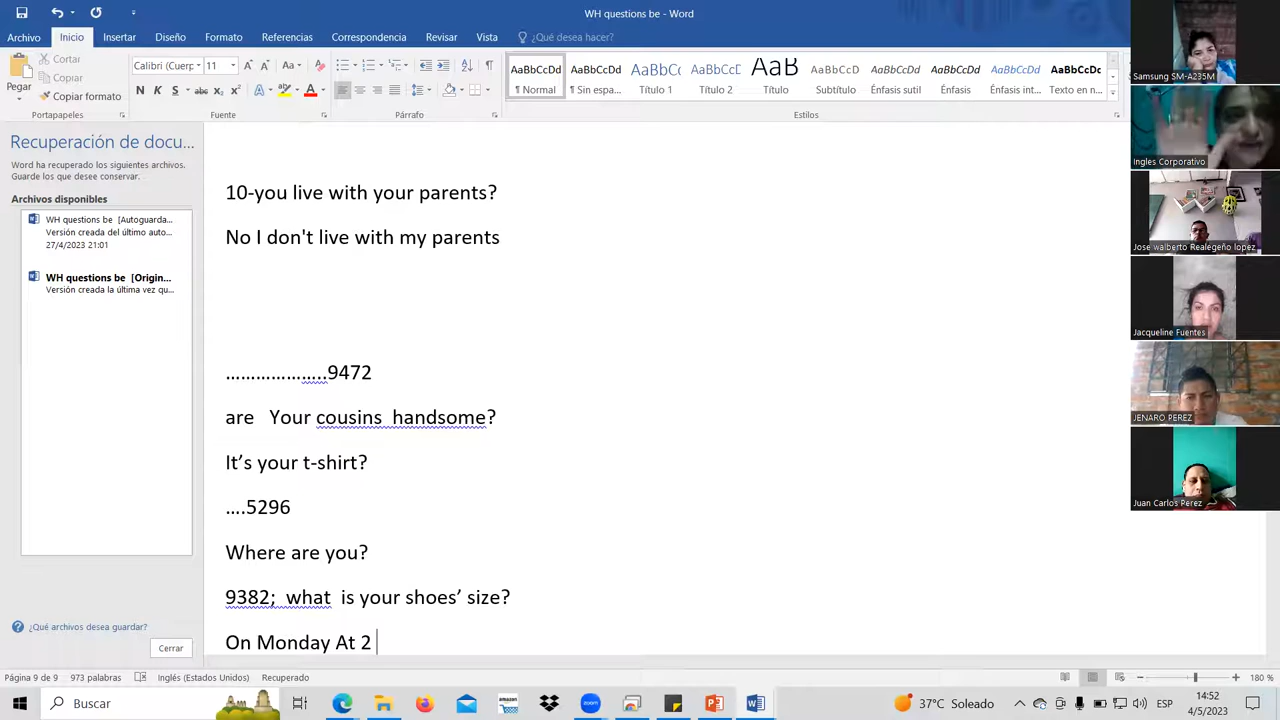 WH questions be - Word
Archivo Inicio Insertar Diseño Formato Referencias Correspondencia Revisar Vista ¿Qué desea hacer?
Pegar
Cortar
Copiar
Copiar formato
Portapapeles
Calibri (Cuerp 11
Fuente
Párrafo
AaBbCcDd ¶ Normal
AaBbCcDd ¶ Sin espa...
AaBbCc Título 1
AaBbCcD Título 2
AaB Título
AaBbCcD Subtítulo
AaBbCcDd Énfasis sutil
AaBbCcDd Énfasis
AaBbCcDd Énfasis int...
AaBbCcDc Texto en n...
Estilos
Recuperación de docu...
Word ha recuperado los siguientes archivos. Guarde los que desee conservar.
Archivos disponibles
WH questions be [Autoguarda...
Versión creada del último auto...
27/4/2023 21:01
WH questions be [Origin...
Versión creada la última vez qu...
¿Qué archivos desea guardar?
Cerrar
10-you live with your parents?
No I don't live with my parents
....................9472
are Your cousins handsome?
It’s your t-shirt?
....5296
Where are you?
9382; what is your shoes’ size?
On Monday At 2
Samsung SM-A235M
Ingles Corporativo
Jose walberto Realegeño lopez
Jacqueline Fuentes
JENARO PEREZ
Juan Carlos Perez
Página 9 de 9 973 palabras Inglés (Estados Unidos) Recuperado 180 %
Buscar
amazon
zoom
37°C Soleado
ESP
14:52
4/5/2023